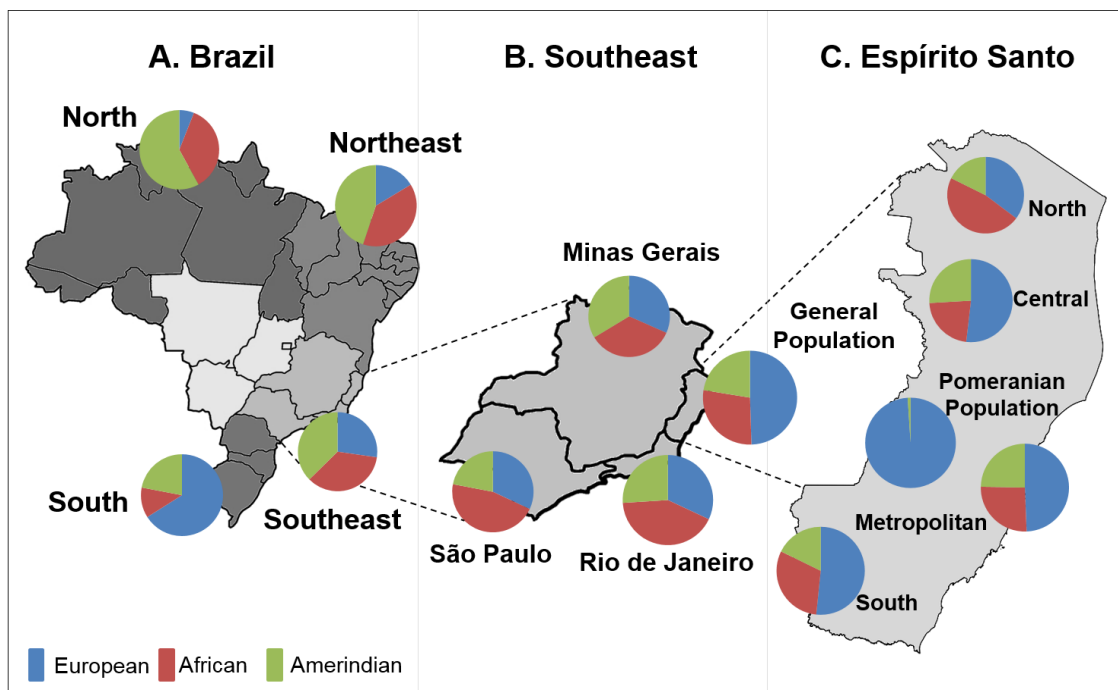 A. Brazil
North
Northeast
South
Southeast
European
African
Amerindian
B. Southeast
Minas Gerais
General
Population
São Paulo
Rio de Janeiro
C. Espírito Santo
North
Central
Pomeranian
Population
Metropolitan
South